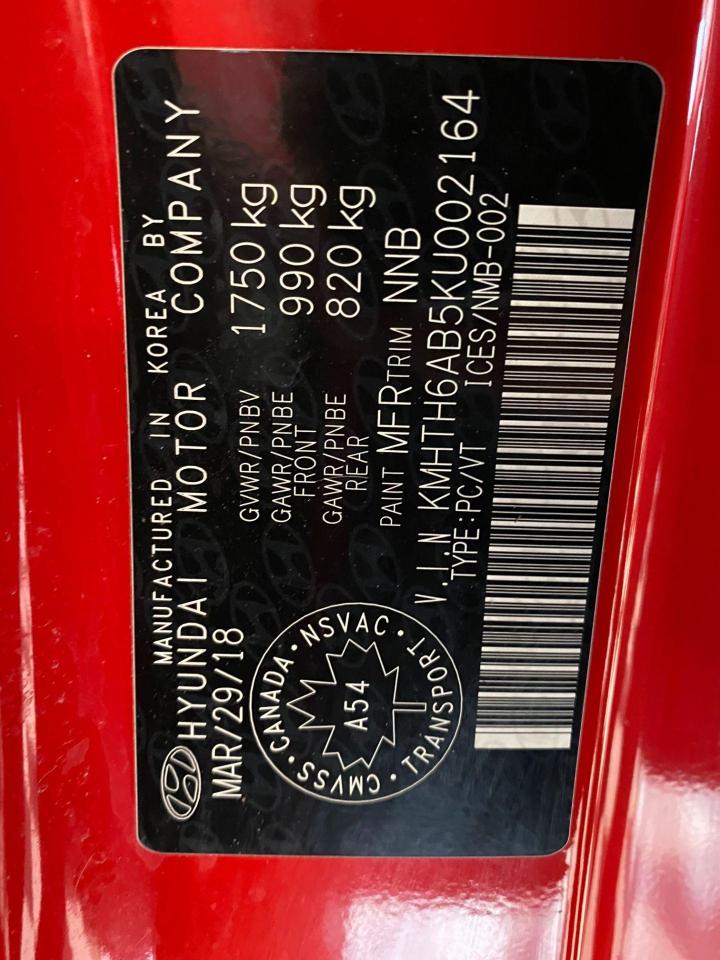 MANUFACTURED IN KOREA BY
HYUNDAI MOTOR COMPANY
MAR/29/18
GVWR/PNBV 1750 kg
GAWR/PNBE FRONT 990 kg
GAWR/PNBE REAR 820 kg
PAINT MFR TRIM NNB
V.I.N KMHTH6AB5KU002164
TYPE:PC/VT ICES/NMB-002
CMVSS · CANADA · NSVAC · TRANSPORT ·
A54